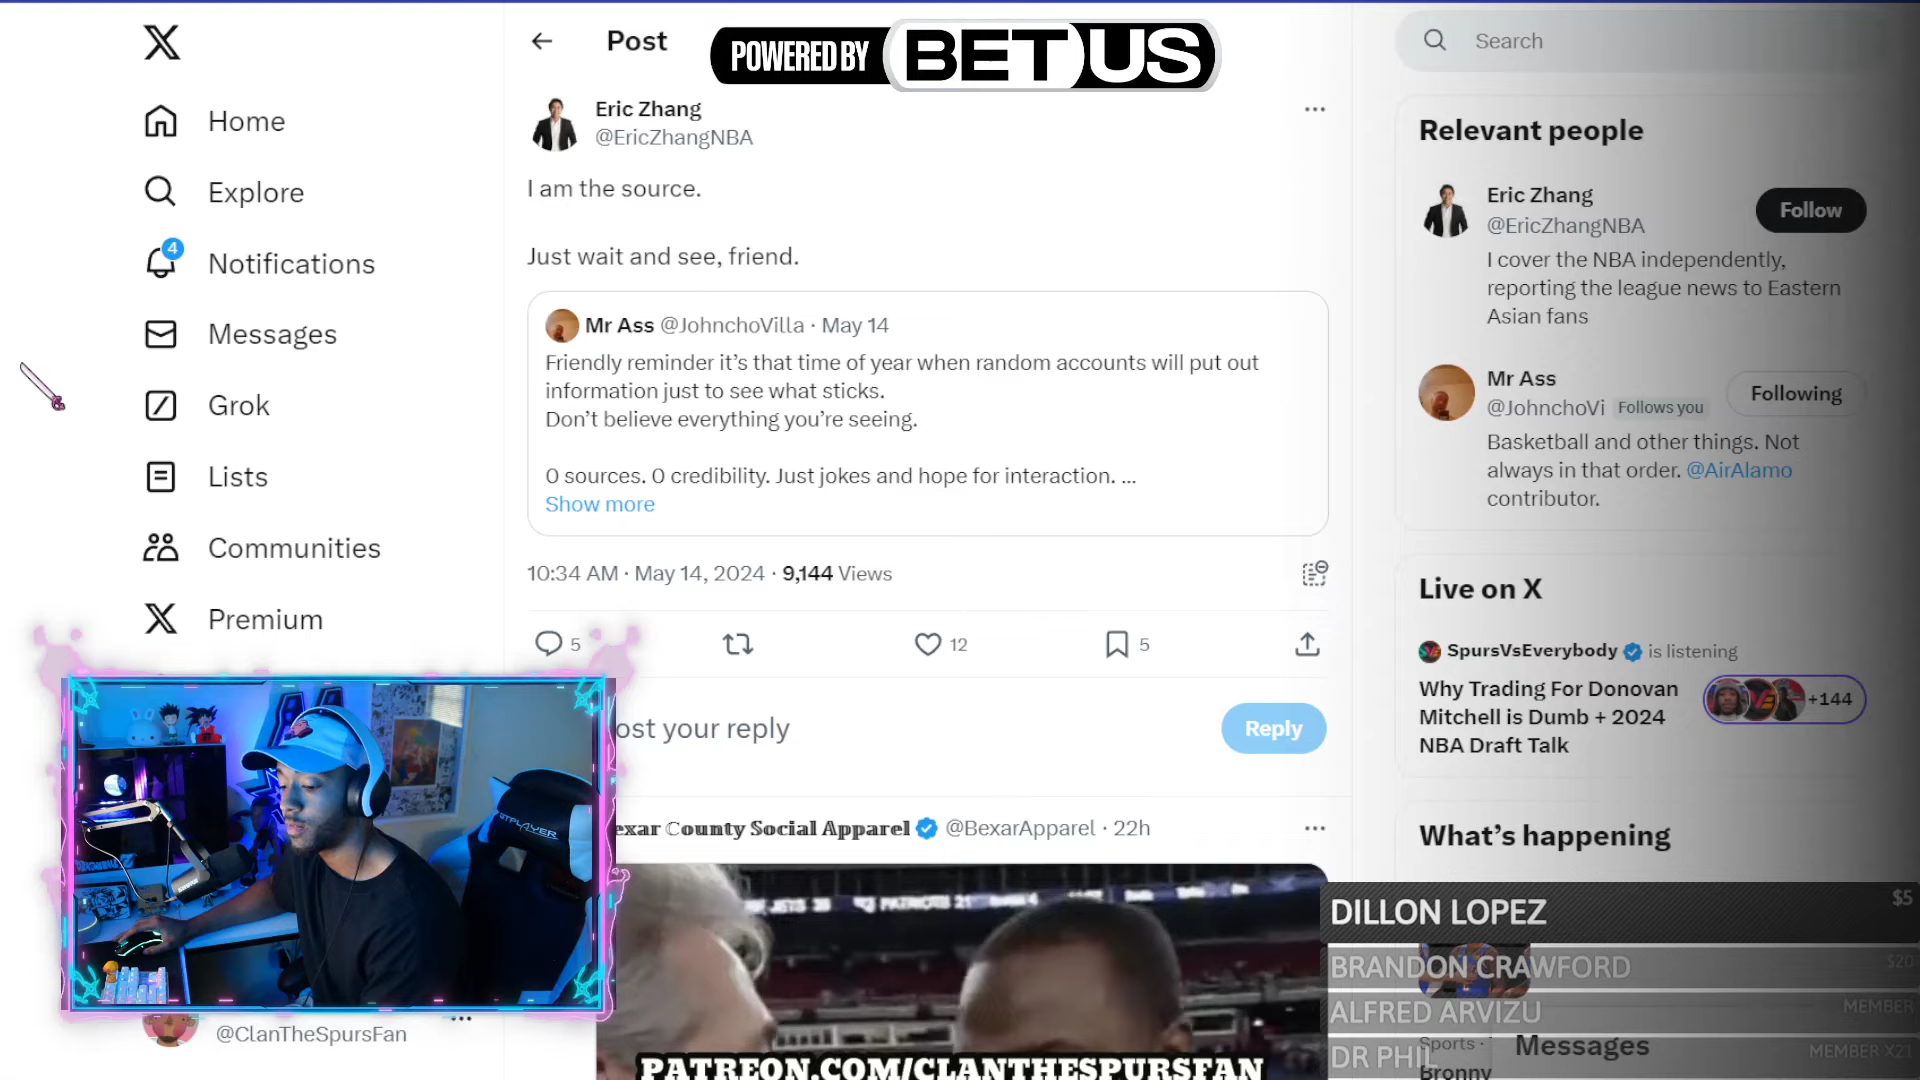 POWERED BY BETUS
Post
Search
Home
Explore
4
Notifications
Messages
Grok
Lists
Communities
Premium
@ClanTheSpursFan
Eric Zhang
@EricZhangNBA
I am the source.
Just wait and see, friend.
Mr Ass @JohnchoVilla · May 14
Friendly reminder it's that time of year when random accounts will put out
information just to see what sticks.
Don't believe everything you're seeing.
0 sources. 0 credibility. Just jokes and hope for interaction. ...
Show more
10:34 AM · May 14, 2024 · 9,144 Views
5
12
5
ost your reply
Reply
exar County Social Apparel @BexarApparel · 22h
JETS PATRIOTS 21
PATREON.COM/CLANTHESPURSFAN
Relevant people
Eric Zhang
@EricZhangNBA
Follow
I cover the NBA independently,
reporting the league news to Eastern
Asian fans
Mr Ass
@JohnchoVi Follows you
Following
Basketball and other things. Not
always in that order. @AirAlamo
contributor.
Live on X
SpursVsEverybody is listening
Why Trading For Donovan
Mitchell is Dumb + 2024
NBA Draft Talk
+144
What's happening
DILLON LOPEZ $5
BRANDON CRAWFORD $20
ALFRED ARVIZU MEMBER
DR PHIL MEMBER X21
Sports ·
Messages
Bronny